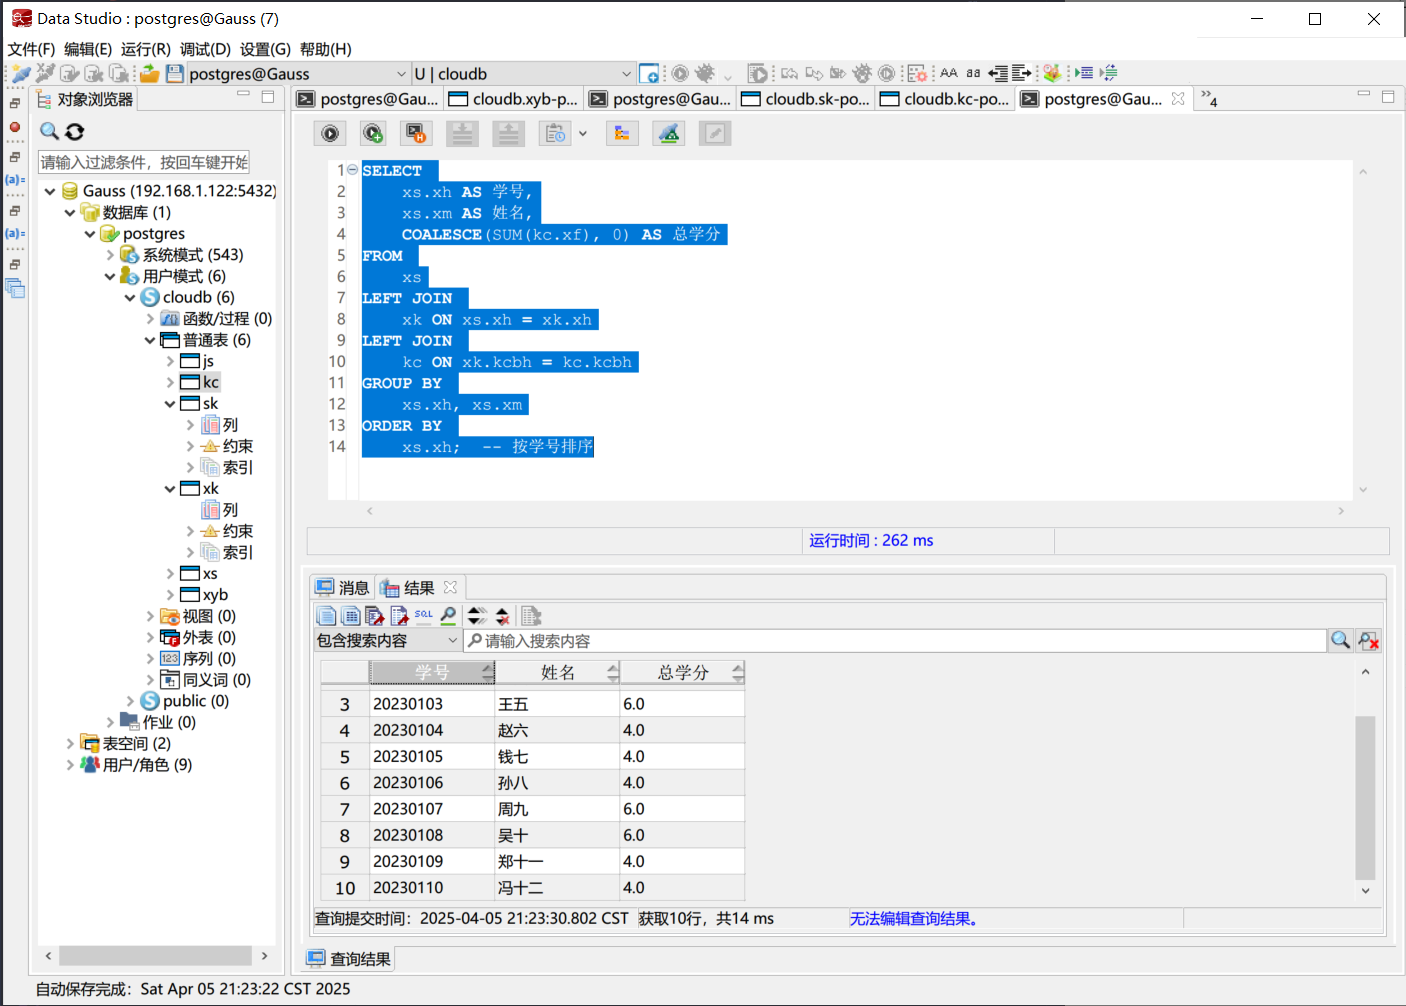 Data Studio : postgres@Gauss (7)
文件(F) 编辑(E) 运行(R) 调试(D) 设置(G) 帮助(H)
postgres@Gauss
U | cloudb
AA aa
对象浏览器
postgres@Gau... cloudb.xyb-p... postgres@Gau... cloudb.sk-po... cloudb.kc-po... postgres@Gau... »4
请输入过滤条件，按回车键开始
Gauss (192.168.1.122:5432)
数据库 (1)
postgres
系统模式 (543)
用户模式 (6)
cloudb (6)
函数/过程 (0)
普通表 (6)
js
kc
sk
列
约束
索引
xk
列
约束
索引
xs
xyb
视图 (0)
外表 (0)
序列 (0)
同义词 (0)
public (0)
作业 (0)
表空间 (2)
用户/角色 (9)
1 SELECT
2 xs.xh AS 学号,
3 xs.xm AS 姓名,
4 COALESCE(SUM(kc.xf), 0) AS 总学分
5 FROM
6 xs
7 LEFT JOIN
8 xk ON xs.xh = xk.xh
9 LEFT JOIN
10 kc ON xk.kcbh = kc.kcbh
11 GROUP BY
12 xs.xh, xs.xm
13 ORDER BY
14 xs.xh; -- 按学号排序
运行时间 : 262 ms
消息 结果
SQL
包含搜索内容 请输入搜索内容
学号 姓名 总学分
3 20230103 王五 6.0
4 20230104 赵六 4.0
5 20230105 钱七 4.0
6 20230106 孙八 4.0
7 20230107 周九 6.0
8 20230108 吴十 6.0
9 20230109 郑十一 4.0
10 20230110 冯十二 4.0
查询提交时间：2025-04-05 21:23:30.802 CST 获取10行，共14 ms 无法编辑查询结果。
查询结果
自动保存完成：Sat Apr 05 21:23:22 CST 2025